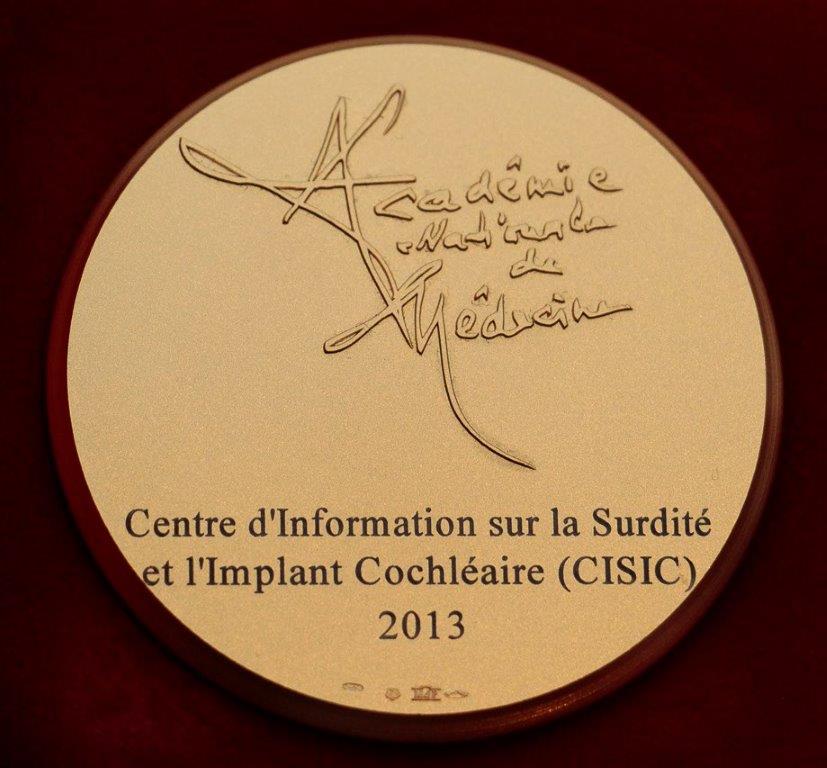 Académie
Nationale
de
Médecine
Centre d'Information sur la Surdité
et l'Implant Cochléaire (CISIC)
2013